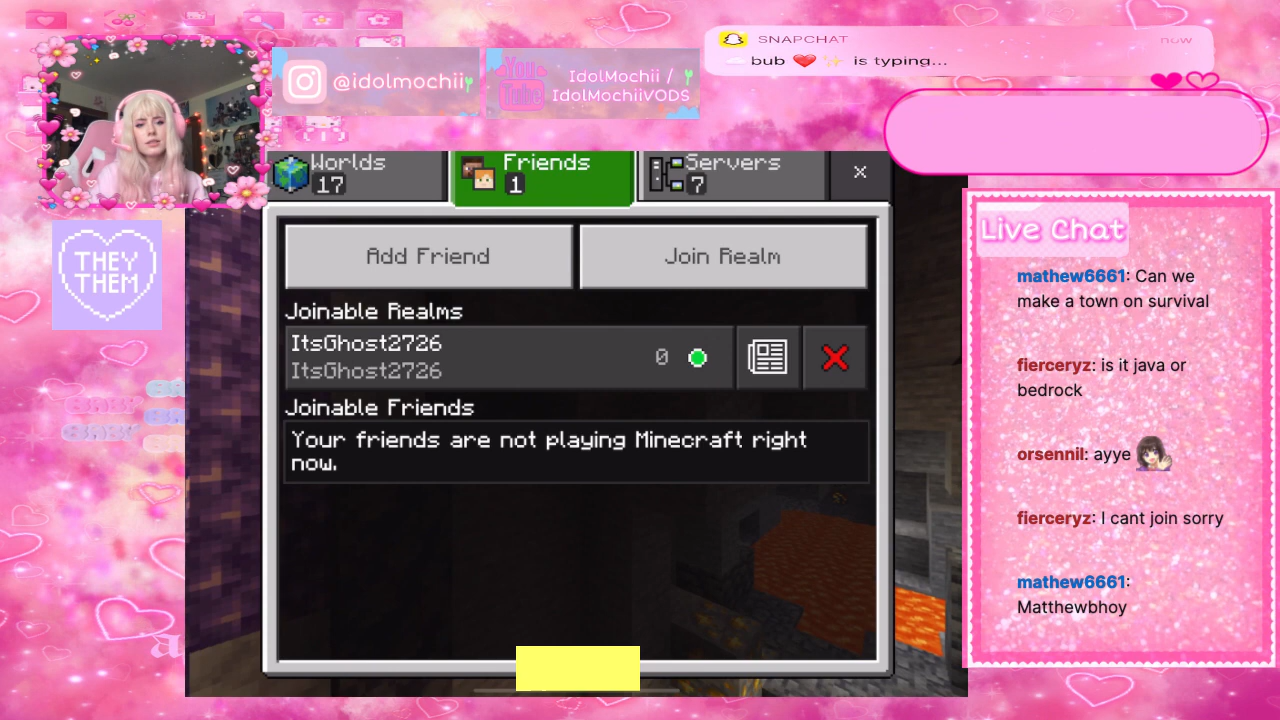 SNAPCHAT
now
bub ❤️ ✨ is typing...
@idolmochii
You
Tube
IdolMochii /
IdolMochiiVODS
Worlds
17
Friends
1
Servers
7
Add Friend
Join Realm
Joinable Realms
ItsGhost2726
0
ItsGhost2726
Joinable Friends
Your friends are not playing Minecraft right
now.
THEY
THEM
BABY
Live Chat
mathew6661: Can we
make a town on survival
fierceryz: is it java or
bedrock
orsennil: ayye
fierceryz: I cant join sorry
mathew6661:
Matthewbhoy